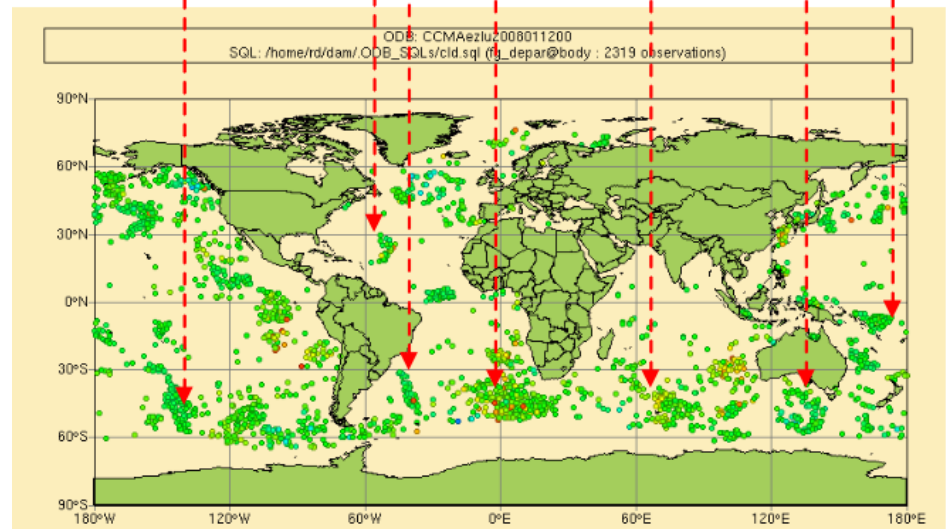 ODB: CCMAezlu2008011200
SQL: /home/rd/dam/.ODB_SQLs/cld.sql (fg_depar@body : 2319 observations)
90°N
60°N
30°N
0°N
30°S
60°S
90°S
180°W 120°W 60°W 0°E 60°E 120°E 180°E